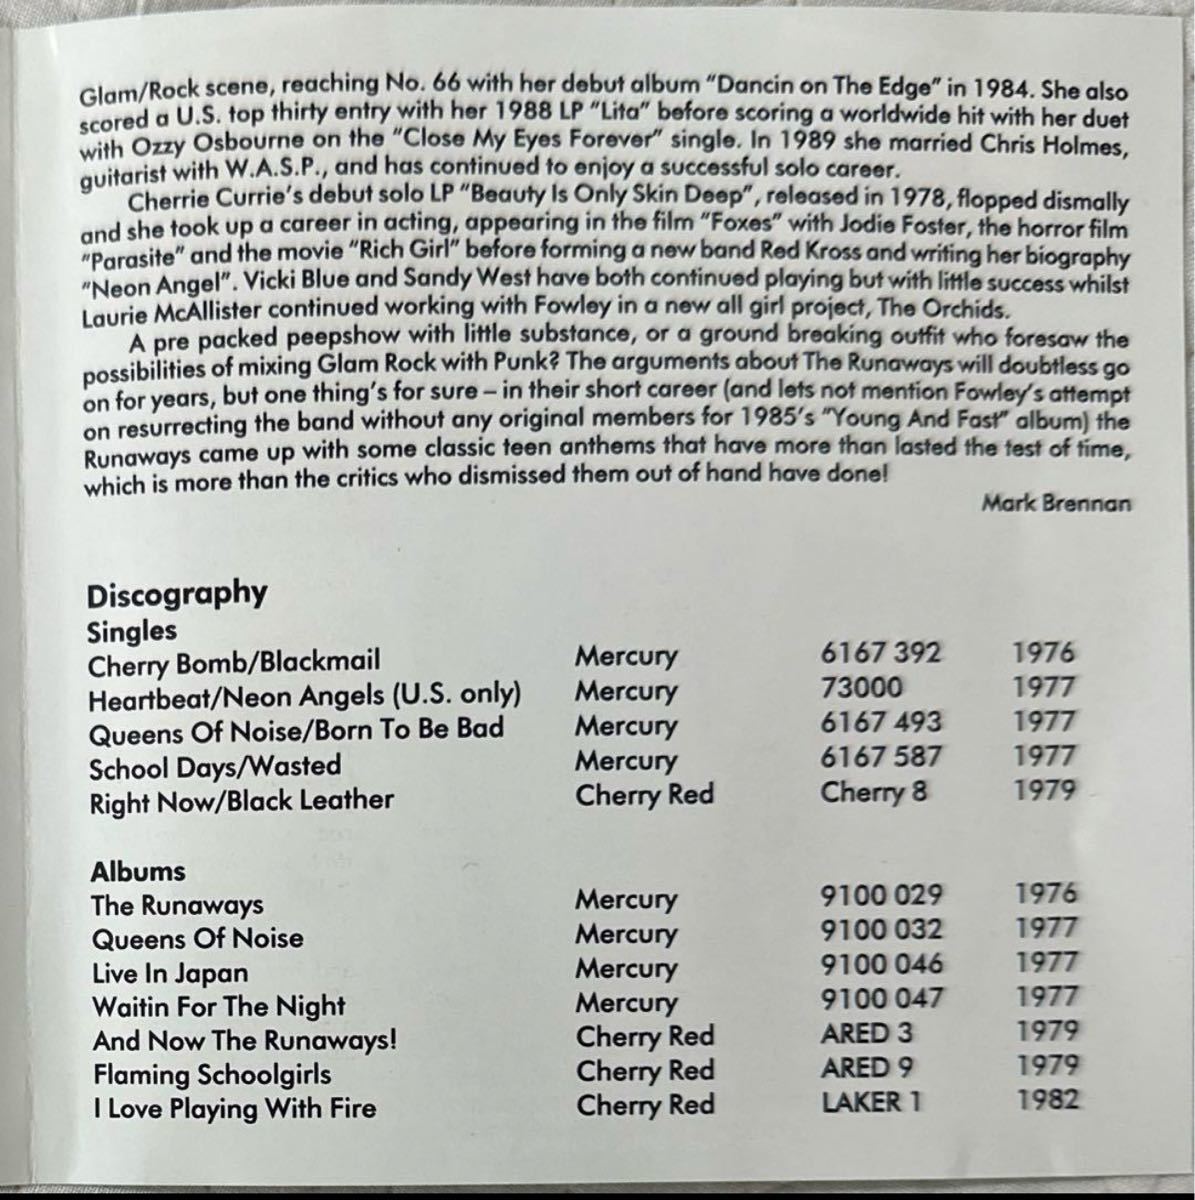 Glam/Rock scene, reaching No. 66 with her debut album "Dancin on The Edge" in 1984. She also
scored a U.S. top thirty entry with her 1988 LP "Lita" before scoring a worldwide hit with her duet
with Ozzy Osbourne on the "Close My Eyes Forever" single. In 1989 she married Chris Holmes,
guitarist with W.A.S.P., and has continued to enjoy a successful solo career.
Cherrie Currie's debut solo LP "Beauty Is Only Skin Deep", released in 1978, flopped dismally
and she took up a career in acting, appearing in the film "Foxes" with Jodie Foster, the horror film
"Parasite" and the movie "Rich Girl" before forming a new band Red Kross and writing her biography
"Neon Angel". Vicki Blue and Sandy West have both continued playing but with little success whilst
Laurie McAllister continued working with Fowley in a new all girl project, The Orchids.
A pre packed peepshow with little substance, or a ground breaking outfit who foresaw the
possibilities of mixing Glam Rock with Punk? The arguments about The Runaways will doubtless go
on for years, but one thing's for sure – in their short career (and lets not mention Fowley's attempt
on resurrecting the band without any original members for 1985's "Young And Fast" album) the
Runaways came up with some classic teen anthems that have more than lasted the test of time,
which is more than the critics who dismissed them out of hand have done!
Mark Brennan
Discography
Singles
Cherry Bomb/Blackmail Mercury 6167 392 1976
Heartbeat/Neon Angels (U.S. only) Mercury 73000 1977
Queens Of Noise/Born To Be Bad Mercury 6167 493 1977
School Days/Wasted Mercury 6167 587 1977
Right Now/Black Leather Cherry Red Cherry 8 1979
Albums
The Runaways Mercury 9100 029 1976
Queens Of Noise Mercury 9100 032 1977
Live In Japan Mercury 9100 046 1977
Waitin For The Night Mercury 9100 047 1977
And Now The Runaways! Cherry Red ARED 3 1979
Flaming Schoolgirls Cherry Red ARED 9 1979
I Love Playing With Fire Cherry Red LAKER 1 1982